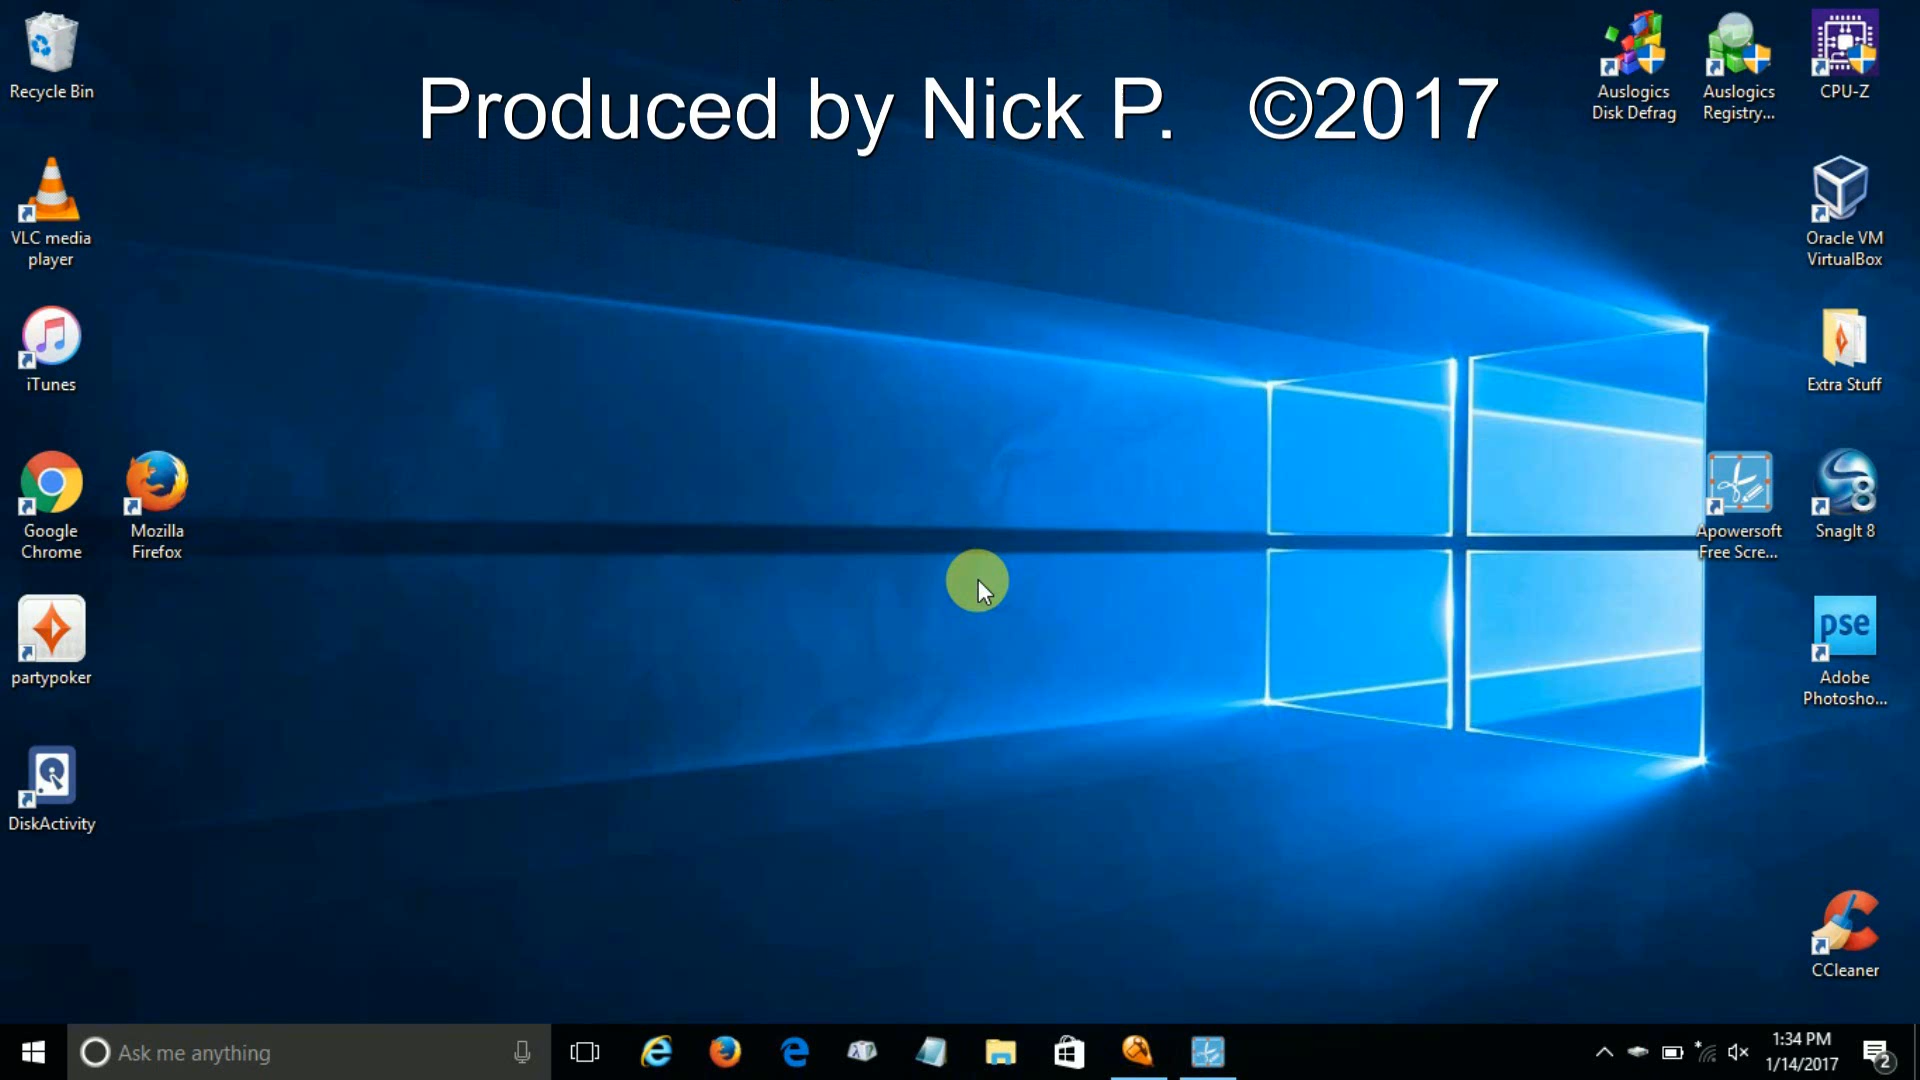 Produced by Nick P. ©2017
Recycle Bin
VLC media
player
iTunes
Google
Chrome
Mozilla
Firefox
partypoker
DiskActivity
Auslogics
Disk Defrag
Auslogics
Registry...
CPU-Z
Oracle VM
VirtualBox
Extra Stuff
Apowersoft
Free Scre...
8
SnagIt 8
pse
Adobe
Photosho...
CCleaner
Ask me anything
1:34 PM
1/14/2017
2